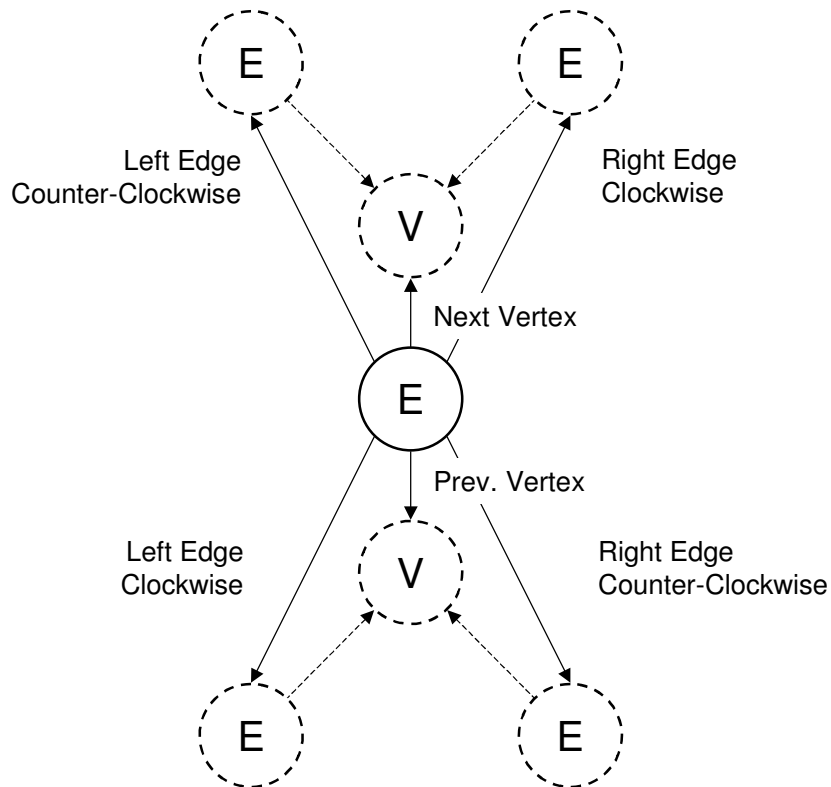 E
E
Left Edge
Counter-Clockwise
Right Edge
Clockwise
V
Next Vertex
E
Prev. Vertex
Left Edge
Clockwise
Right Edge
Counter-Clockwise
V
E
E